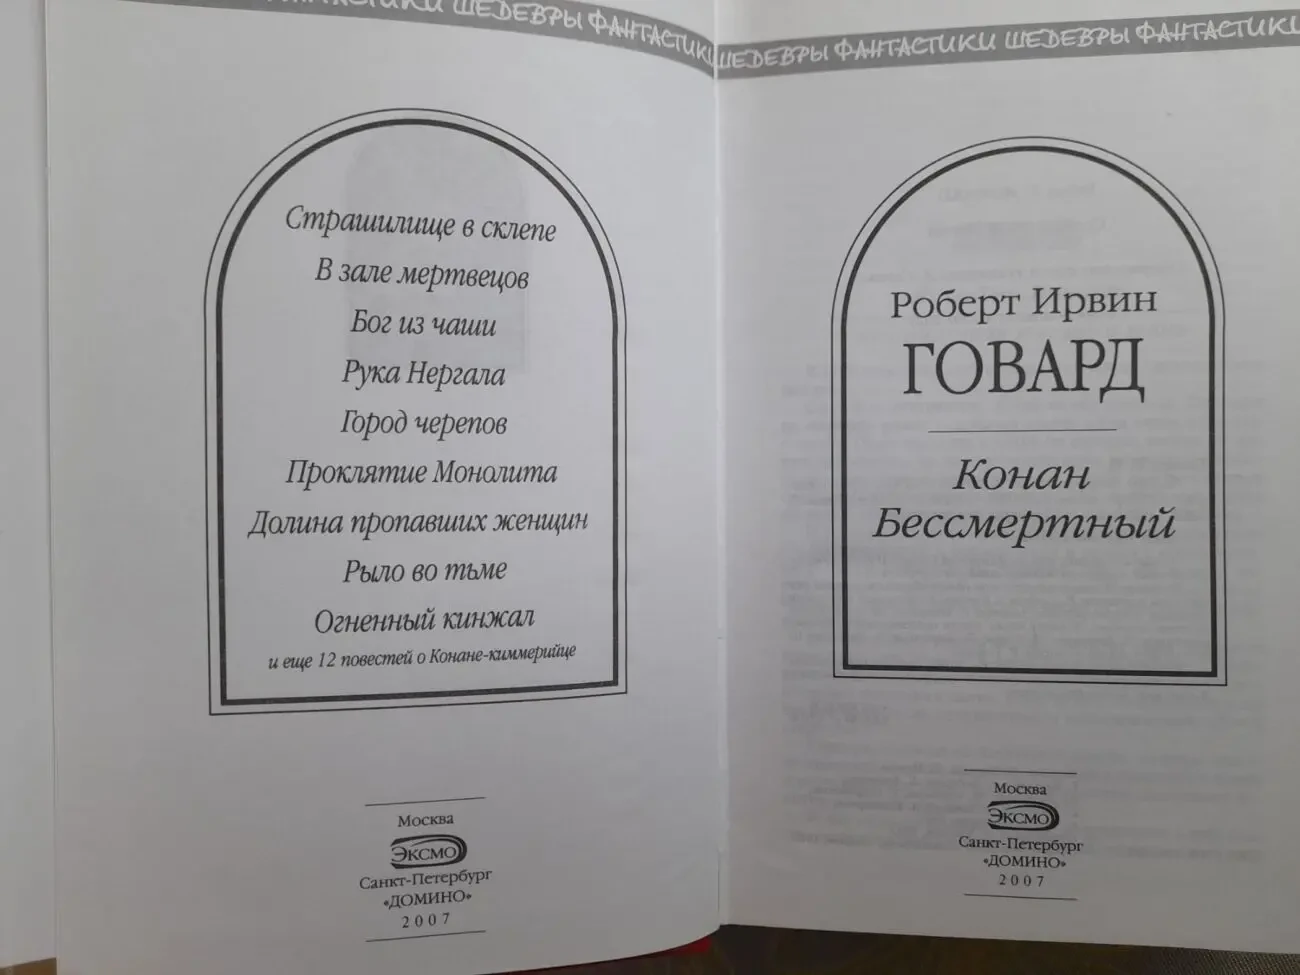 ФАНТАСТИКИ ШЕДЕВРЫ ФАНТАСТИКИ
Страшилище в склепе
В зале мертвецов
Бог из чаши
Рука Нергала
Город черепов
Проклятие Монолита
Долина пропавших женщин
Рыло во тьме
Огненный кинжал
и еще 12 повестей о Конане-киммерийце
Москва
ЭКСМО
Санкт-Петербург
«ДОМИНО»
2007
ШЕДЕВРЫ ФАНТАСТИКИ ШЕДЕВРЫ ФАНТАСТИКИ
Роберт Ирвин
ГОВАРД
Конан
Бессмертный
Москва
ЭКСМО
Санкт-Петербург
«ДОМИНО»
2007